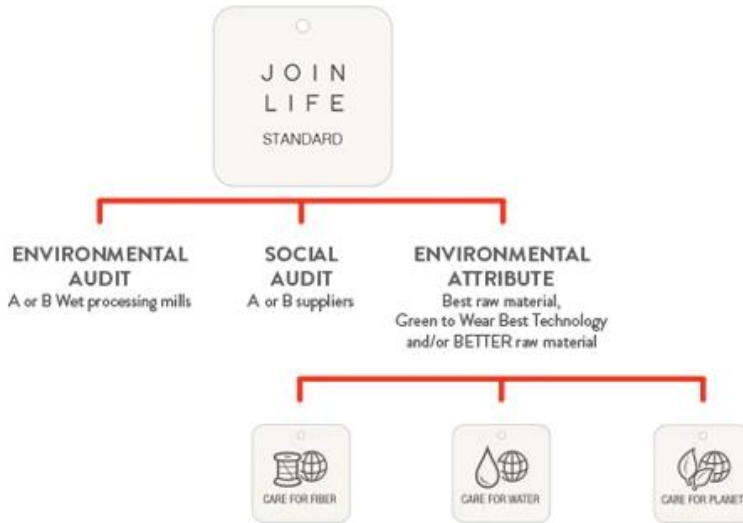 JOIN
LIFE
STANDARD
ENVIRONMENTAL
AUDIT
A or B Wet processing mills
SOCIAL
AUDIT
A or B suppliers
ENVIRONMENTAL
ATTRIBUTE
Best raw material,
Green to Wear Best Technology
and/or BETTER raw material
CARE FOR FIBER
CARE FOR WATER
CARE FOR PLANET